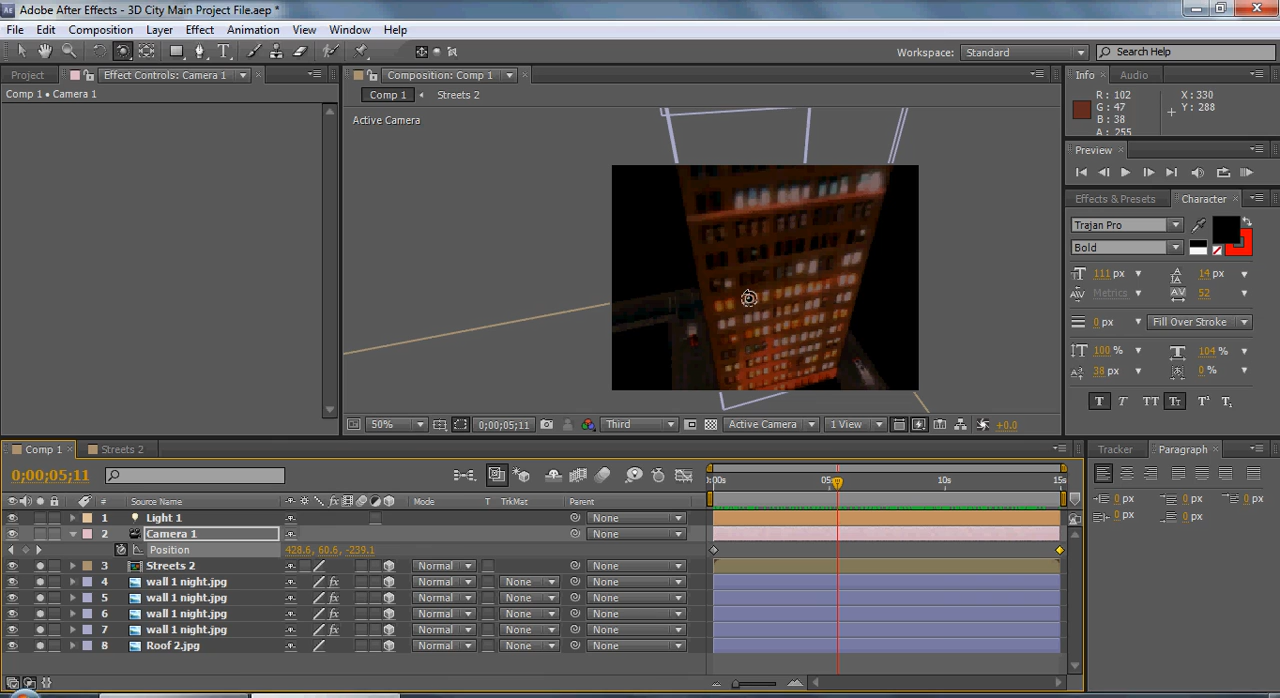 Adobe After Effects - 3D City Main Project File.aep *
File Edit Composition Layer Effect Animation View Window Help
Workspace: Standard Search Help
Project Effect Controls: Camera 1 Composition: Comp 1 Info Audio
Comp 1 • Camera 1 Comp 1 Streets 2
R: 102 X: 330
G: 47 Y: 288
B: 38
A: 255
Active Camera
Preview
Effects & Presets Character
Trajan Pro
Bold
111 px 14 px
Metrics 52
0 px Fill Over Stroke
100 % 104 %
38 px 0 %
T T TT Tt T¹ T₁
50% 0;00;05;11 Third Active Camera 1 View +0.0
Comp 1 Streets 2 Tracker Paragraph
0;00;05;11
0:00s 05s 10s 15s
# Source Name Mode T TrkMat Parent
1 Light 1 None
2 Camera 1 None
Position 428.6, 60.6, -239.1
3 Streets 2 Normal None
4 wall 1 night.jpg Normal None None
5 wall 1 night.jpg Normal None None
6 wall 1 night.jpg Normal None None
7 wall 1 night.jpg Normal None None
8 Roof 2.jpg Normal None None
0 px 0 px 0 px
0 px 0 px